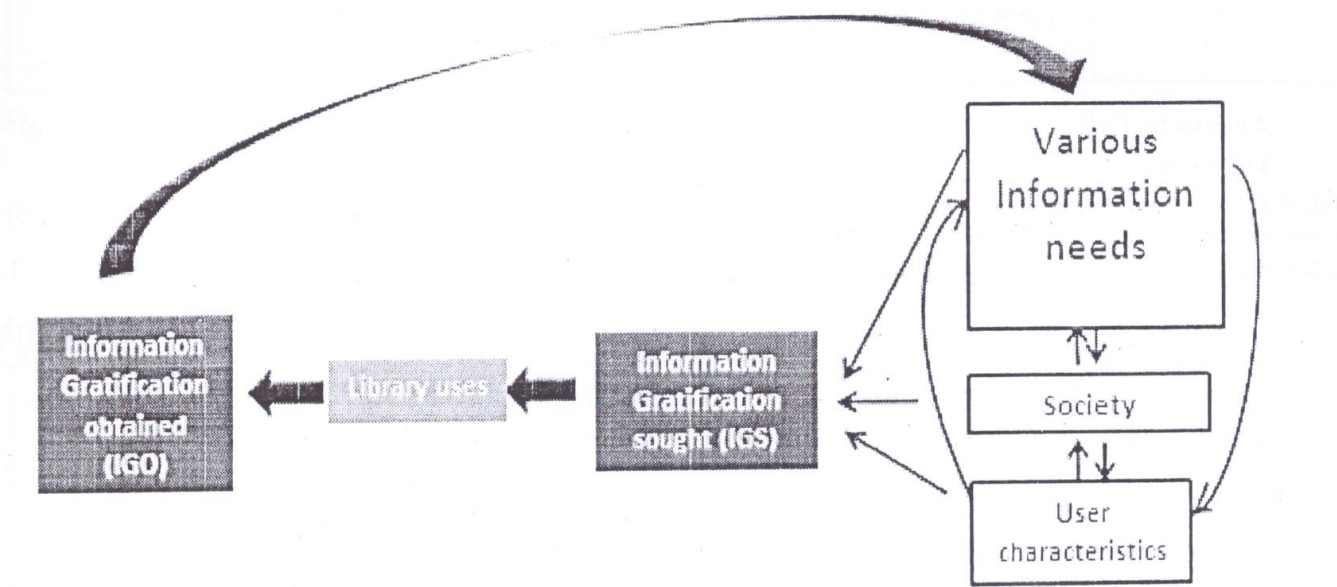 Various
Information
needs
Society
User
characteristics
Information
Gratification
sought (IGS)
Library uses
Information
Gratification
obtained
(IGO)